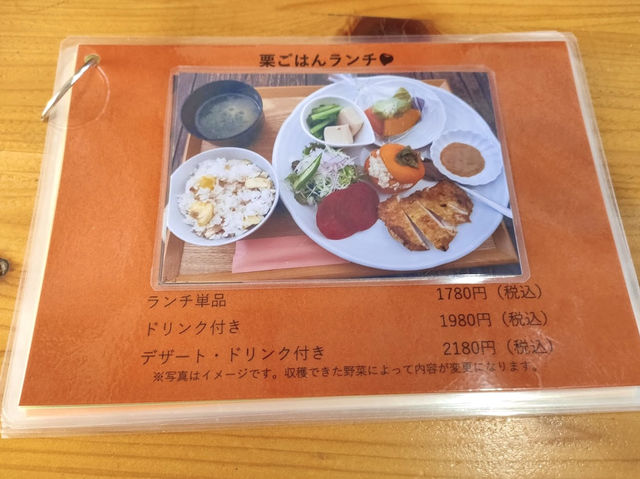 栗ごはんランチ♥
ランチ単品 1780円（税込）
ドリンク付き 1980円（税込）
デザート・ドリンク付き 2180円（税込）
※写真はイメージです。収穫できた野菜によって内容が変更になります。